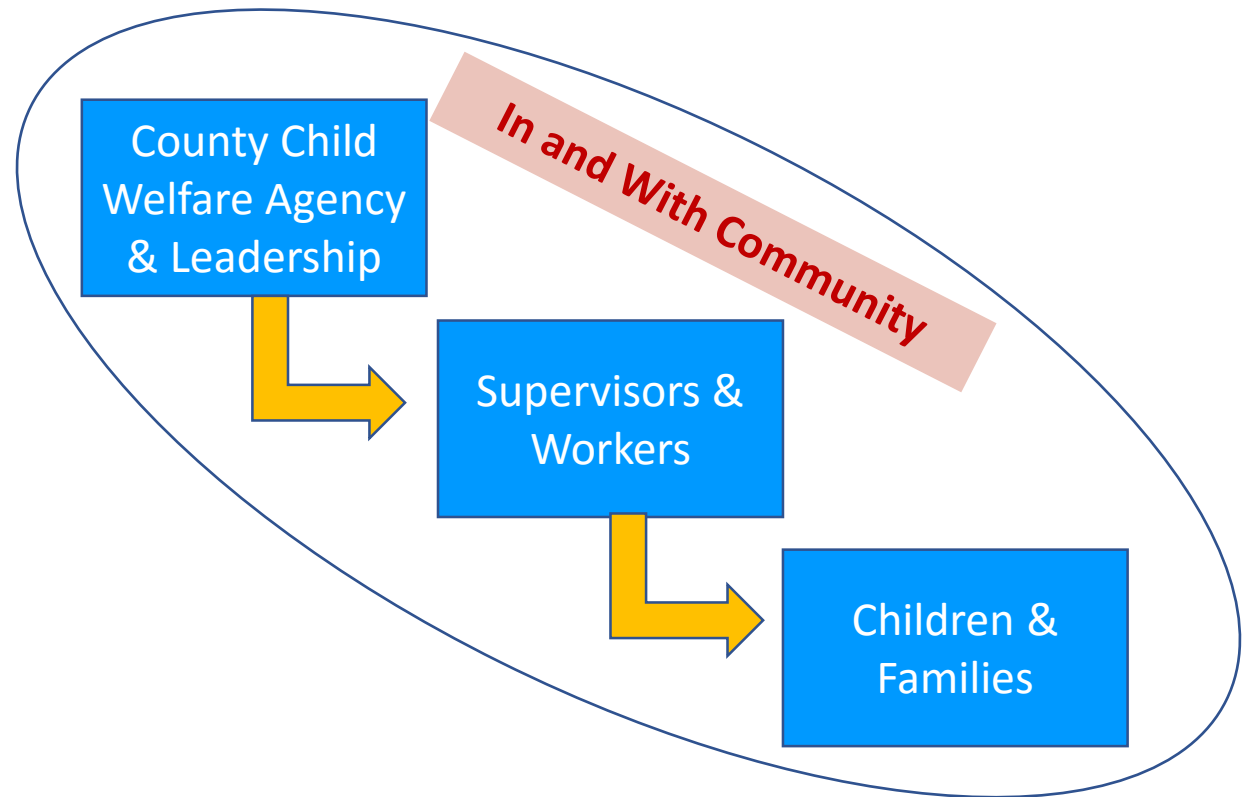 County Child
Welfare Agency
& Leadership
In and With Community
Supervisors &
Workers
Children &
Families